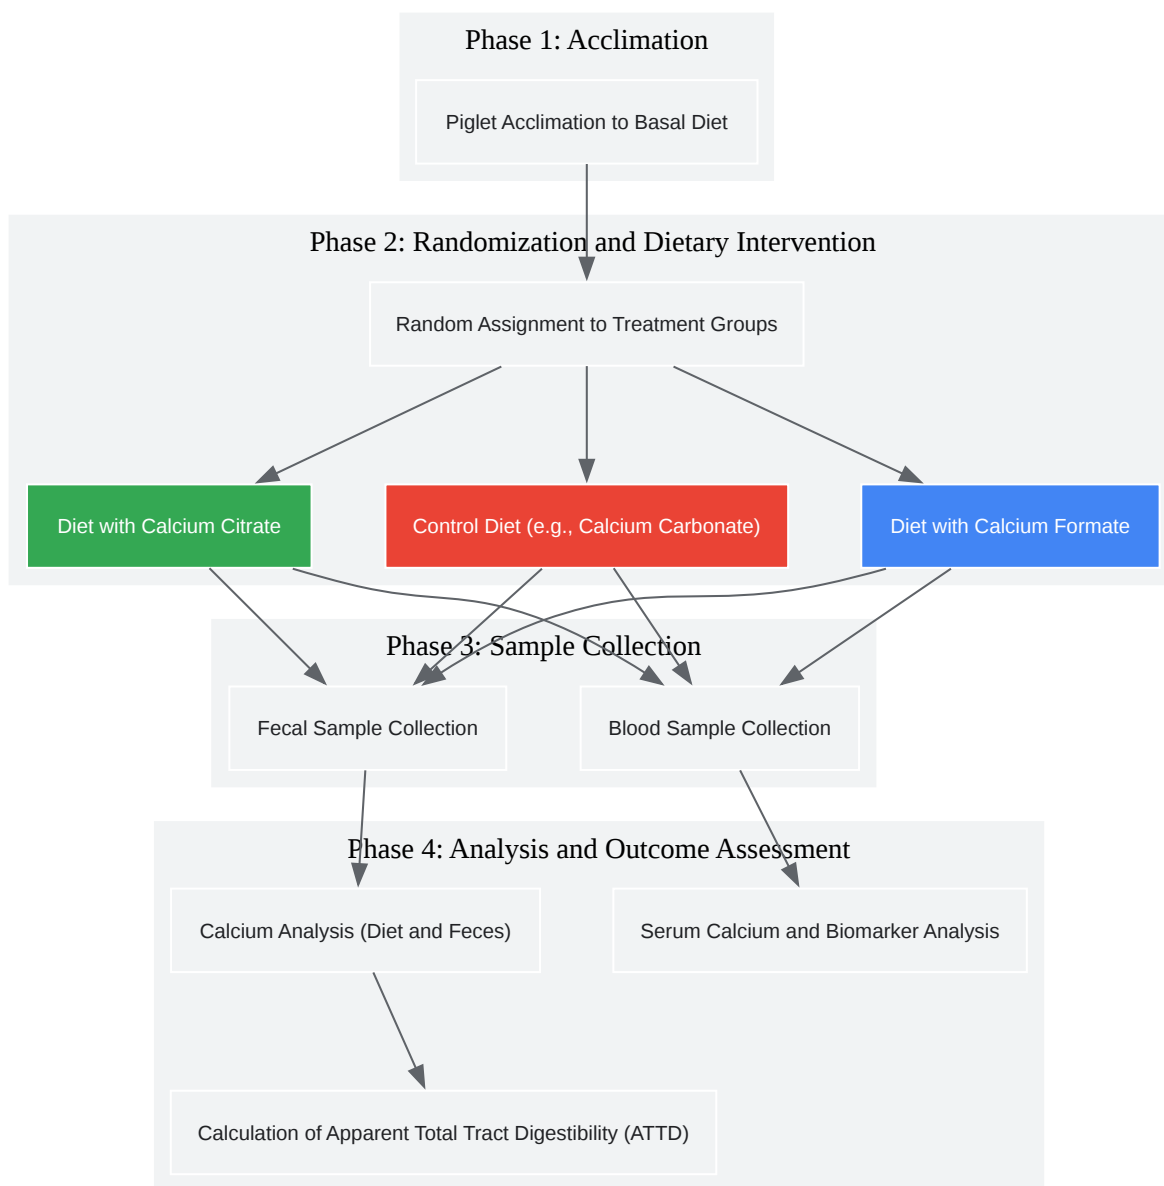 Phase 1: Acclimation
Piglet Acclimation to Basal Diet
Phase 2: Randomization and Dietary Intervention
Random Assignment to Treatment Groups
Diet with Calcium Citrate
Control Diet (e.g., Calcium Carbonate)
Diet with Calcium Formate
Phase 3: Sample Collection
Fecal Sample Collection
Blood Sample Collection
Phase 4: Analysis and Outcome Assessment
Calcium Analysis (Diet and Feces)
Serum Calcium and Biomarker Analysis
Calculation of Apparent Total Tract Digestibility (ATTD)